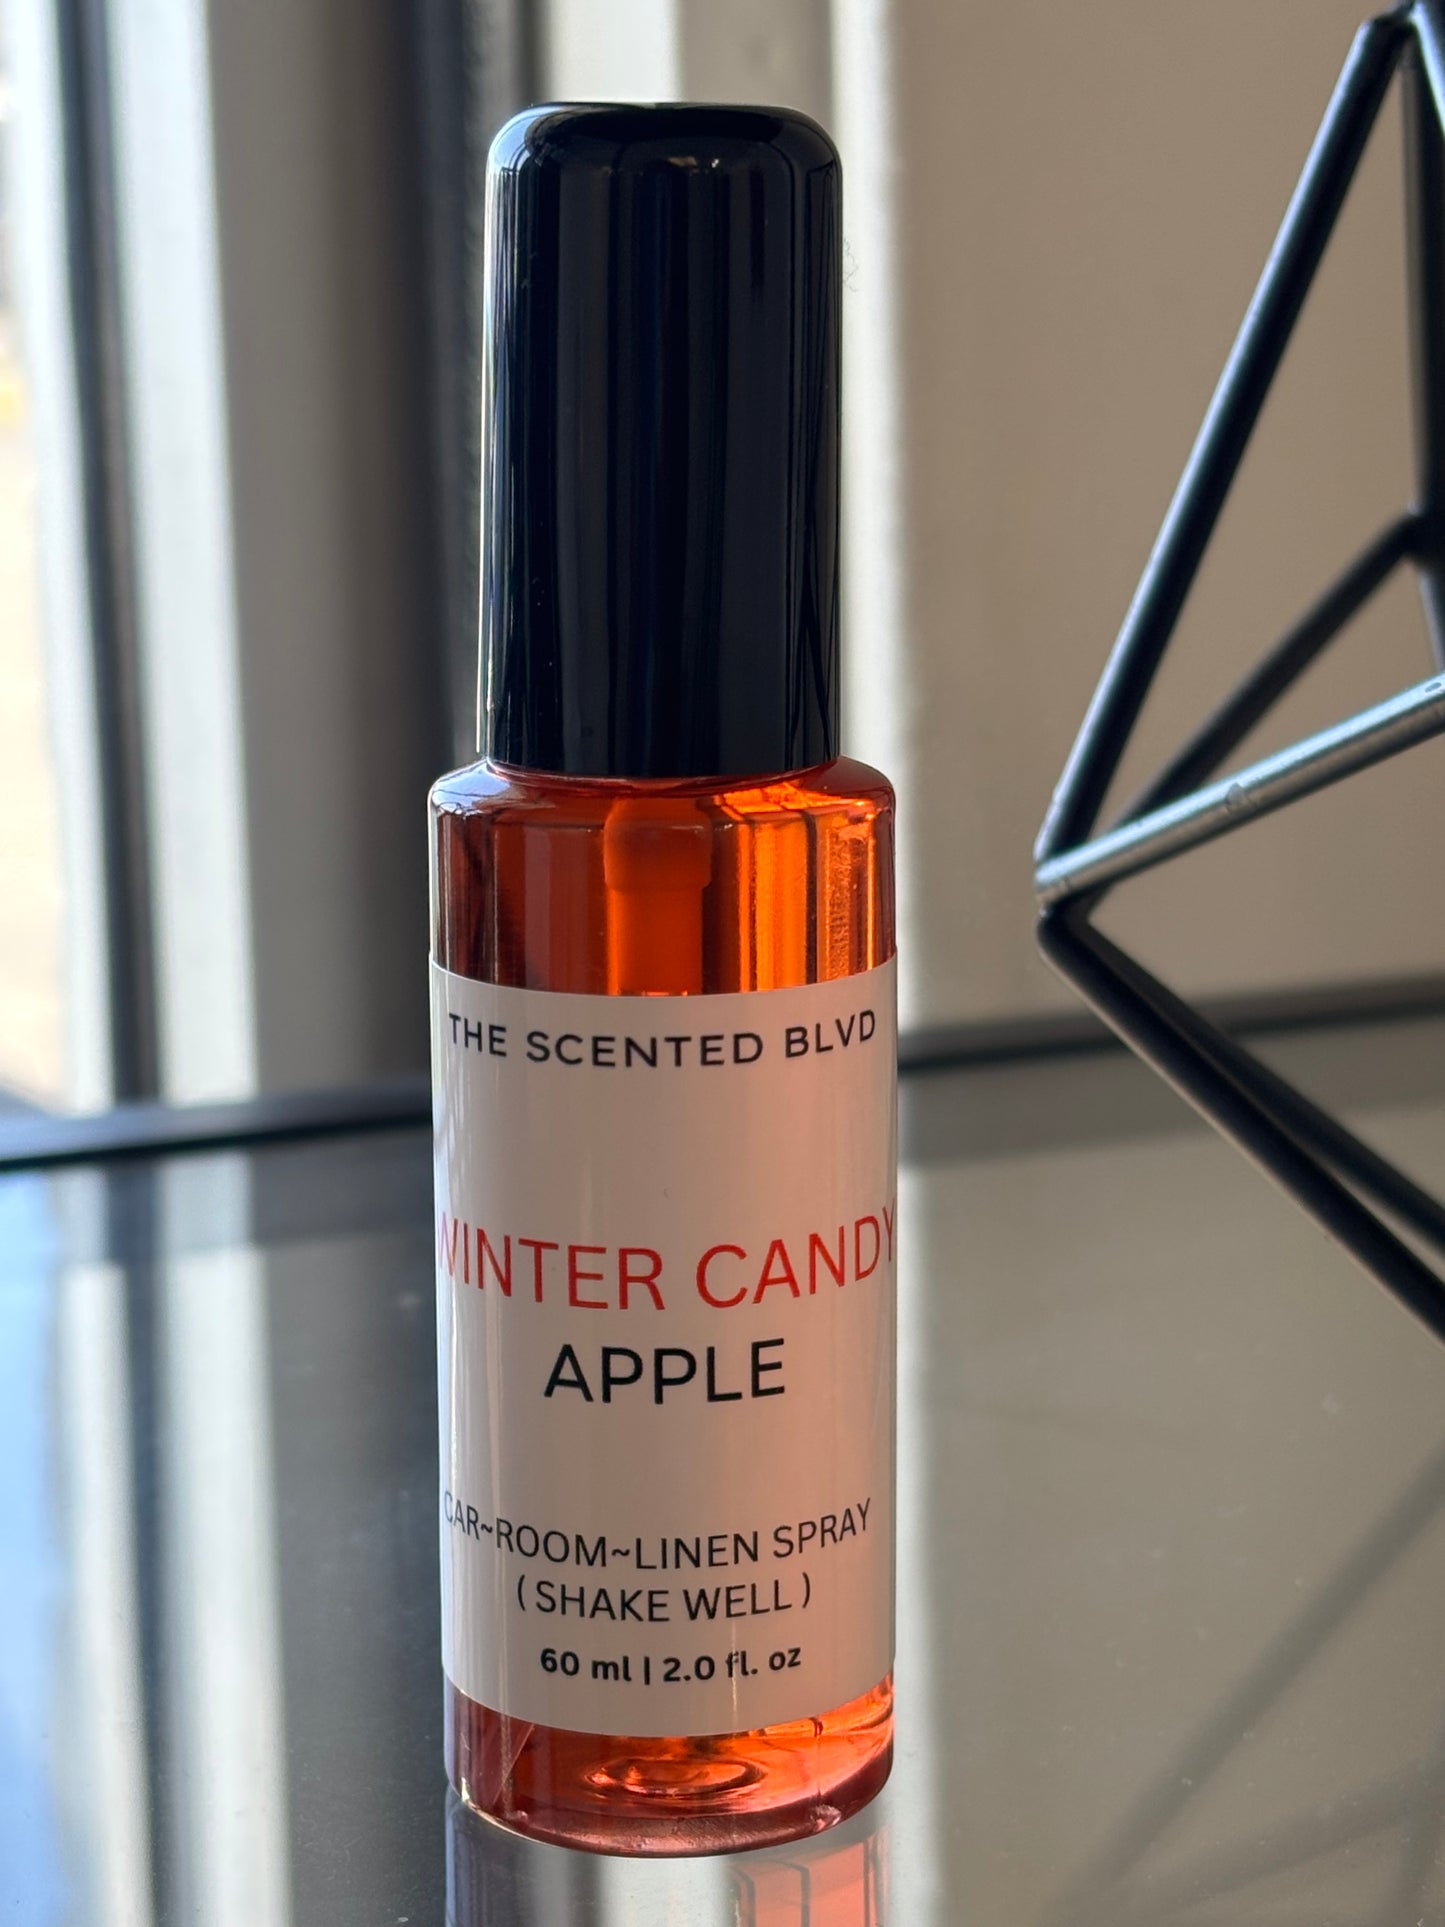 THE SCENTED BLVD
WINTER CANDY
APPLE
CAR~ROOM~LINEN SPRAY
( SHAKE WELL )
60 ml | 2.0 fl. oz